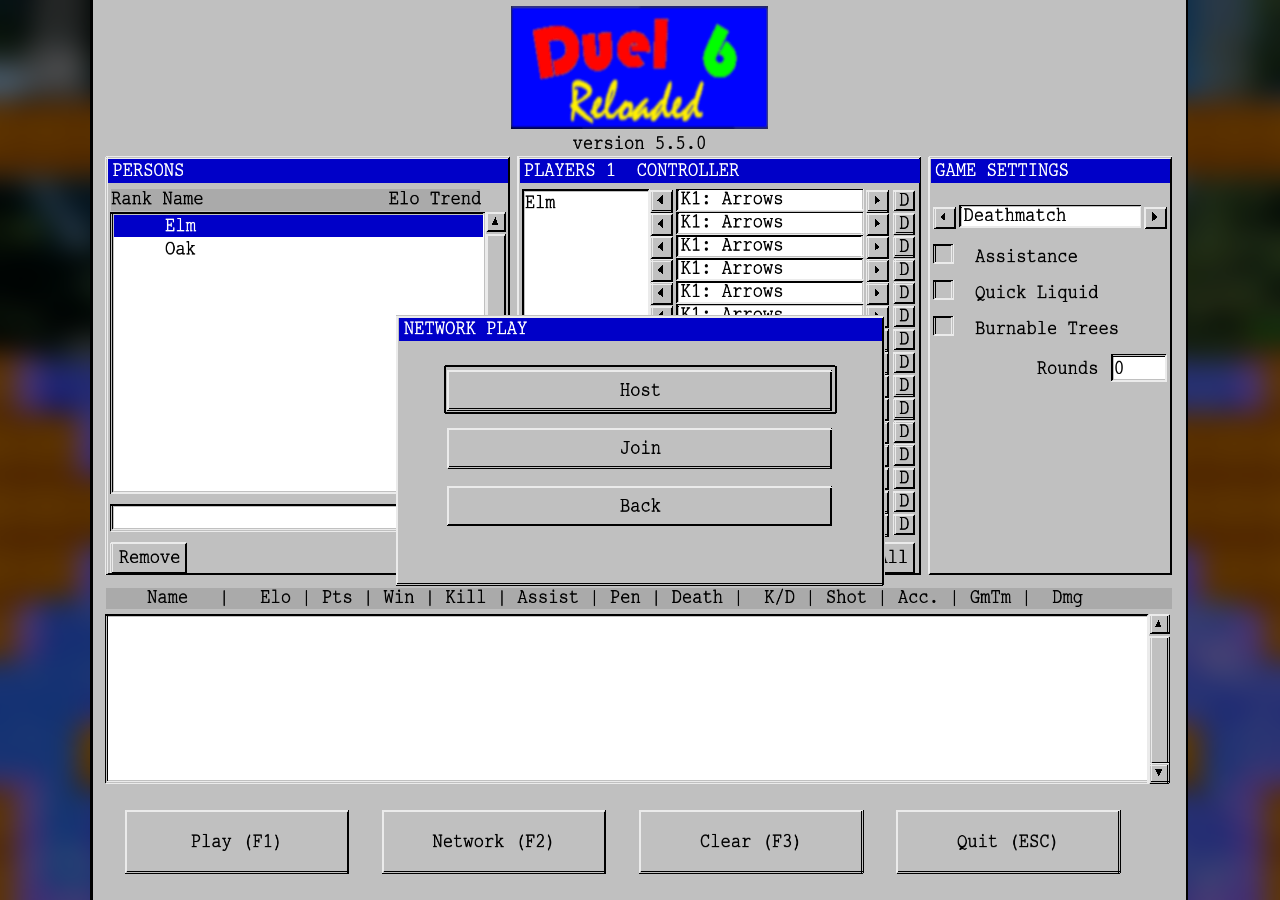 Duel 6
Reloaded
version 5.5.0
PERSONS
Rank Name Elo Trend
Elm
Oak
Remove
PLAYERS 1 CONTROLLER
Elm
K1: Arrows D
K1: Arrows D
K1: Arrows D
K1: Arrows D
K1: Arrows D
K1: Arrows D
D
D
D
D
D
D
D
D
D
All
GAME SETTINGS
Deathmatch
Assistance
Quick Liquid
Burnable Trees
Rounds 0
NETWORK PLAY
Host
Join
Back
Name | Elo | Pts | Win | Kill | Assist | Pen | Death | K/D | Shot | Acc. | GmTm | Dmg
Play (F1) Network (F2) Clear (F3) Quit (ESC)